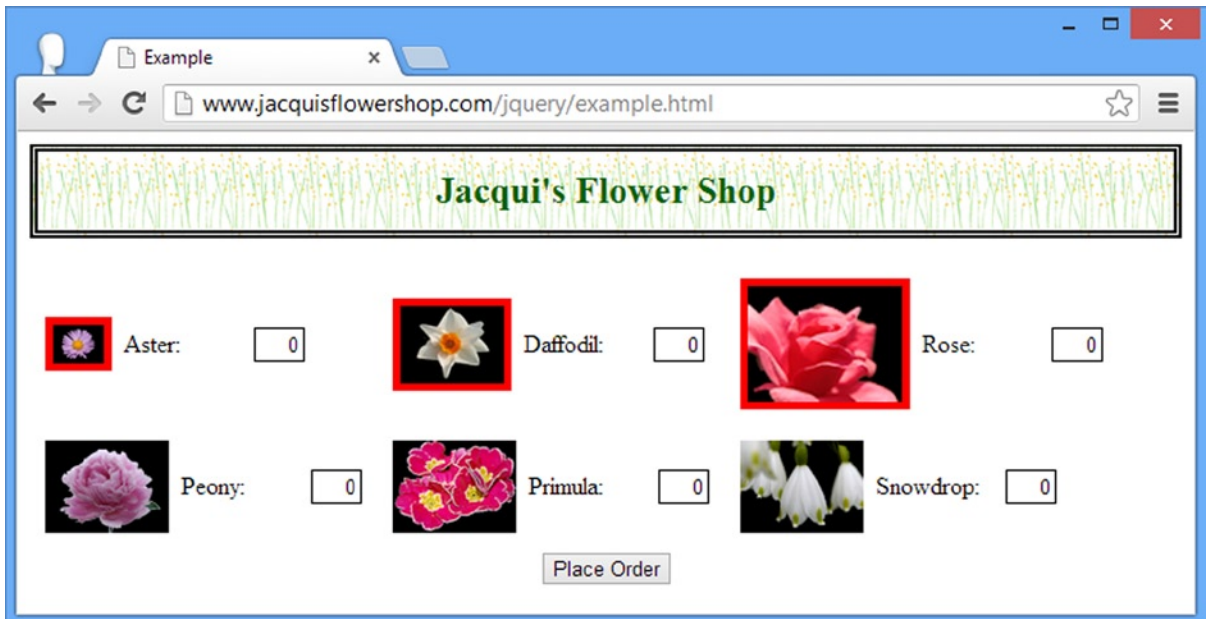 Example
www.jacquisflowershop.com/jquery/example.html
Jacqui's Flower Shop
Aster: 0 Daffodil: 0 Rose: 0
Peony: 0 Primula: 0 Snowdrop: 0
Place Order